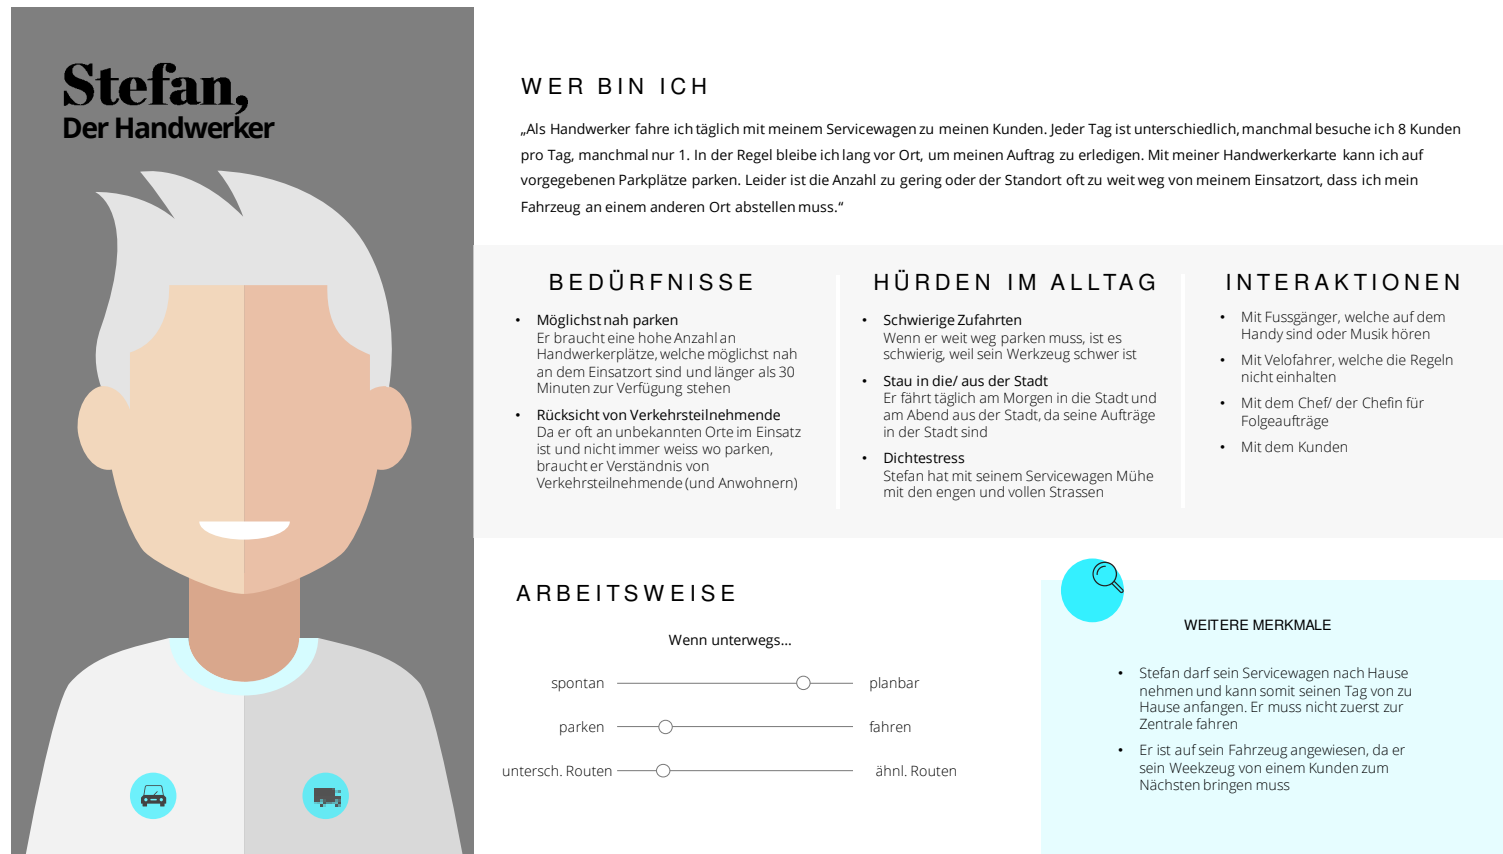 Stefan,
Der Handwerker
WER BIN ICH
„Als Handwerker fahre ich täglich mit meinem Servicewagen zu meinen Kunden. Jeder Tag ist unterschiedlich, manchmal besuche ich 8 Kunden
pro Tag, manchmal nur 1. In der Regel bleibe ich lang vor Ort, um meinen Auftrag zu erledigen. Mit meiner Handwerkerkarte kann ich auf
vorgegebenen Parkplätze parken. Leider ist die Anzahl zu gering oder der Standort oft zu weit weg von meinem Einsatzort, dass ich mein
Fahrzeug an einem anderen Ort abstellen muss.“
BEDÜRFNISSE
• Möglichst nah parken
Er braucht eine hohe Anzahl an
Handwerkerplätze, welche möglichst nah
an dem Einsatzort sind und länger als 30
Minuten zur Verfügung stehen
• Rücksicht von Verkehrsteilnehmende
Da er oft an unbekannten Orte im Einsatz
ist und nicht immer weiss wo parken,
braucht er Verständnis von
Verkehrsteilnehmende (und Anwohnern)
HÜRDEN IM ALLTAG
• Schwierige Zufahrten
Wenn er weit weg parken muss, ist es
schwierig, weil sein Werkzeug schwer ist
• Stau in die/ aus der Stadt
Er fährt täglich am Morgen in die Stadt und
am Abend aus der Stadt, da seine Aufträge
in der Stadt sind
• Dichtestress
Stefan hat mit seinem Servicewagen Mühe
mit den engen und vollen Strassen
INTERAKTIONEN
• Mit Fussgänger, welche auf dem
Handy sind oder Musik hören
• Mit Velofahrer, welche die Regeln
nicht einhalten
• Mit dem Chef/ der Chefin für
Folgeaufträge
• Mit dem Kunden
ARBEITSWEISE
Wenn unterwegs...
spontan planbar
parken fahren
untersch. Routen ähnl. Routen
WEITERE MERKMALE
• Stefan darf sein Servicewagen nach Hause
nehmen und kann somit seinen Tag von zu
Hause anfangen. Er muss nicht zuerst zur
Zentrale fahren
• Er ist auf sein Fahrzeug angewiesen, da er
sein Weekzeug von einem Kunden zum
Nächsten bringen muss